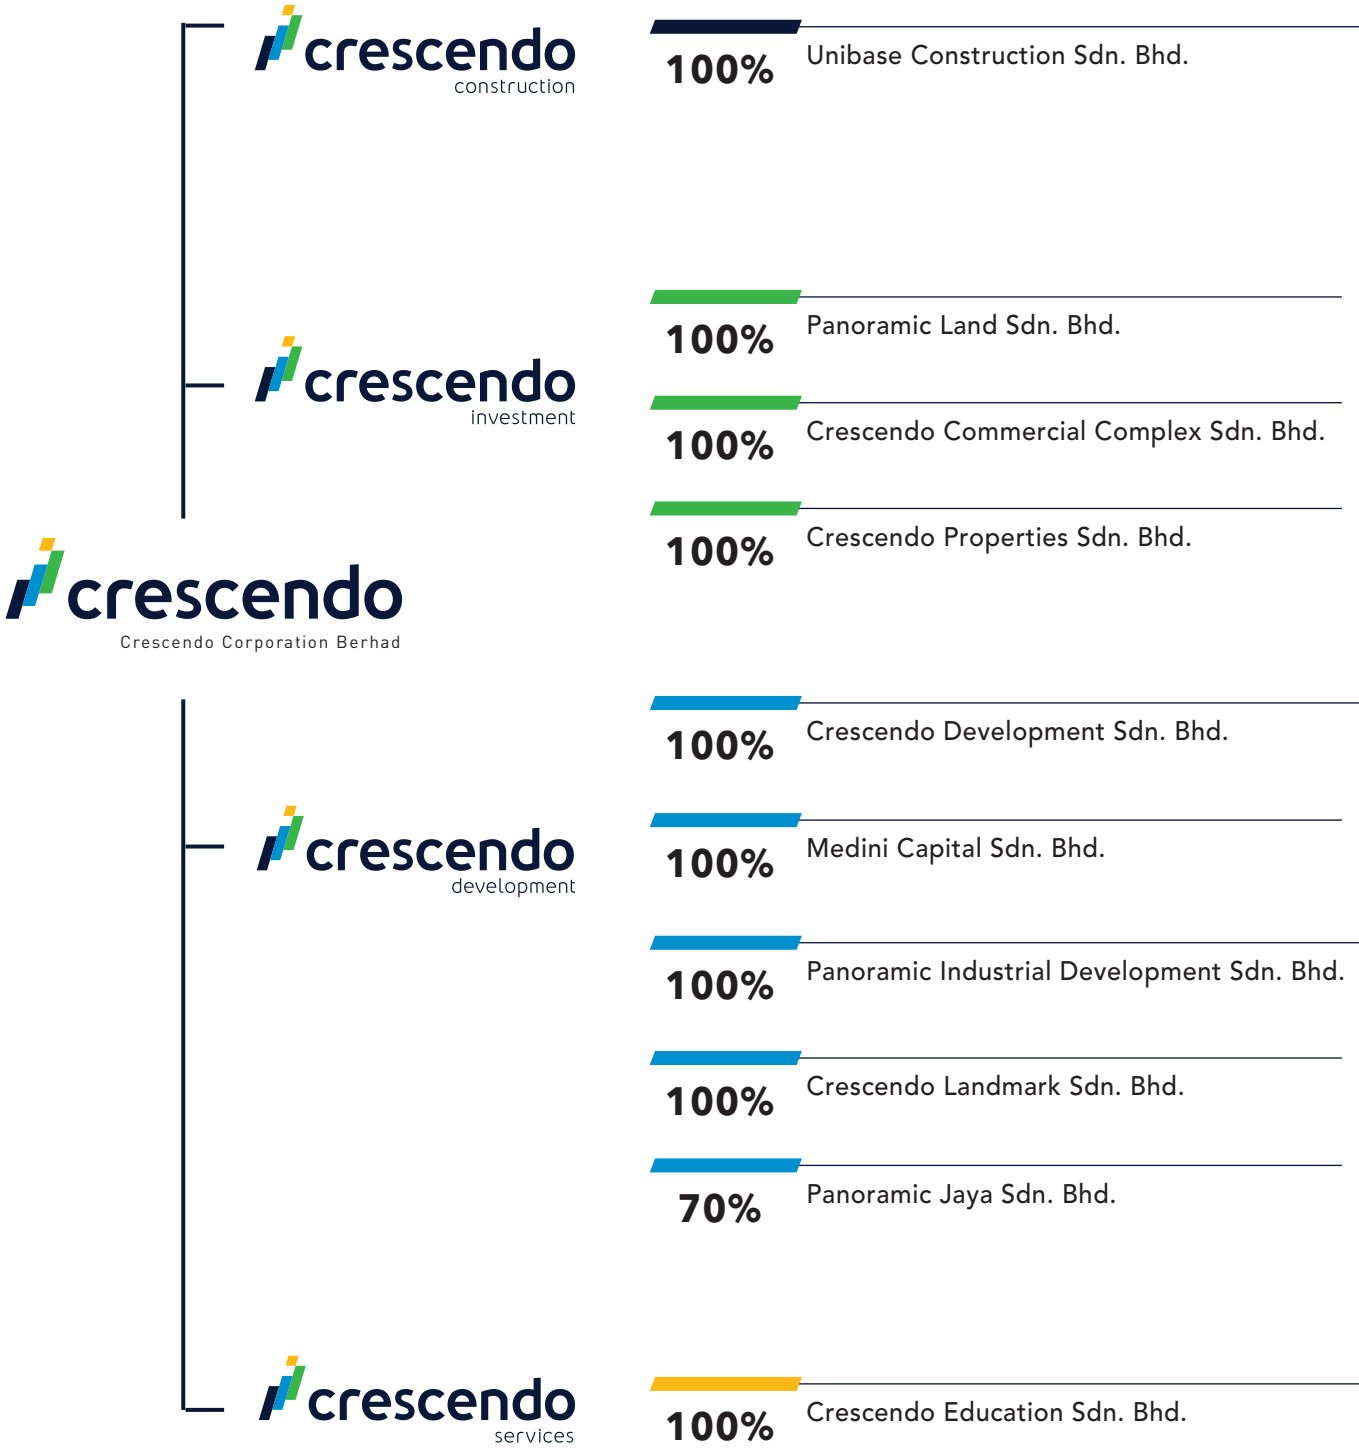 crescendo
construction
100%
Unibase Construction Sdn. Bhd.
crescendo
investment
100%
Panoramic Land Sdn. Bhd.
100%
Crescendo Commercial Complex Sdn. Bhd.
100%
Crescendo Properties Sdn. Bhd.
crescendo
Crescendo Corporation Berhad
crescendo
development
100%
Crescendo Development Sdn. Bhd.
100%
Medini Capital Sdn. Bhd.
100%
Panoramic Industrial Development Sdn. Bhd.
100%
Crescendo Landmark Sdn. Bhd.
70%
Panoramic Jaya Sdn. Bhd.
crescendo
services
100%
Crescendo Education Sdn. Bhd.